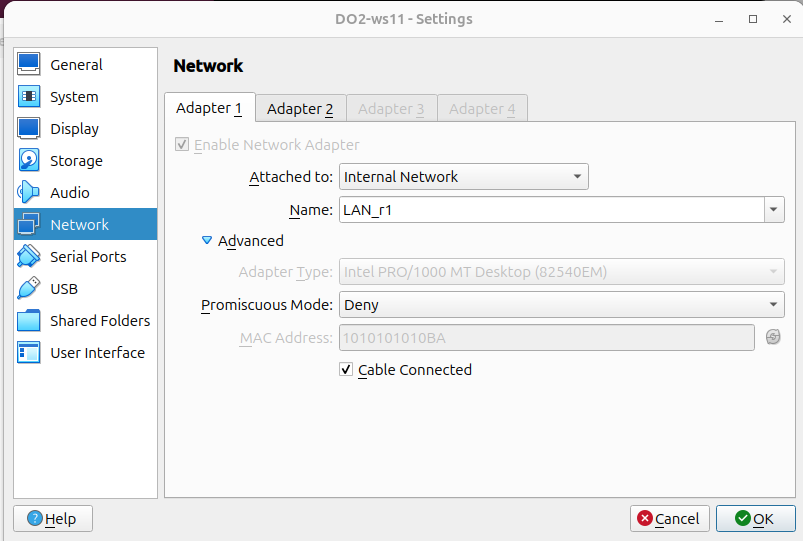 DO2-ws11 - Settings
General
System
Display
Storage
Audio
Network
Serial Ports
USB
Shared Folders
User Interface
Network
Adapter 1 Adapter 2 Adapter 3 Adapter 4
Enable Network Adapter
Attached to: Internal Network
Name: LAN_r1
Advanced
Adapter Type: Intel PRO/1000 MT Desktop (82540EM)
Promiscuous Mode: Deny
MAC Address: 1010101010BA
Cable Connected
Help Cancel OK